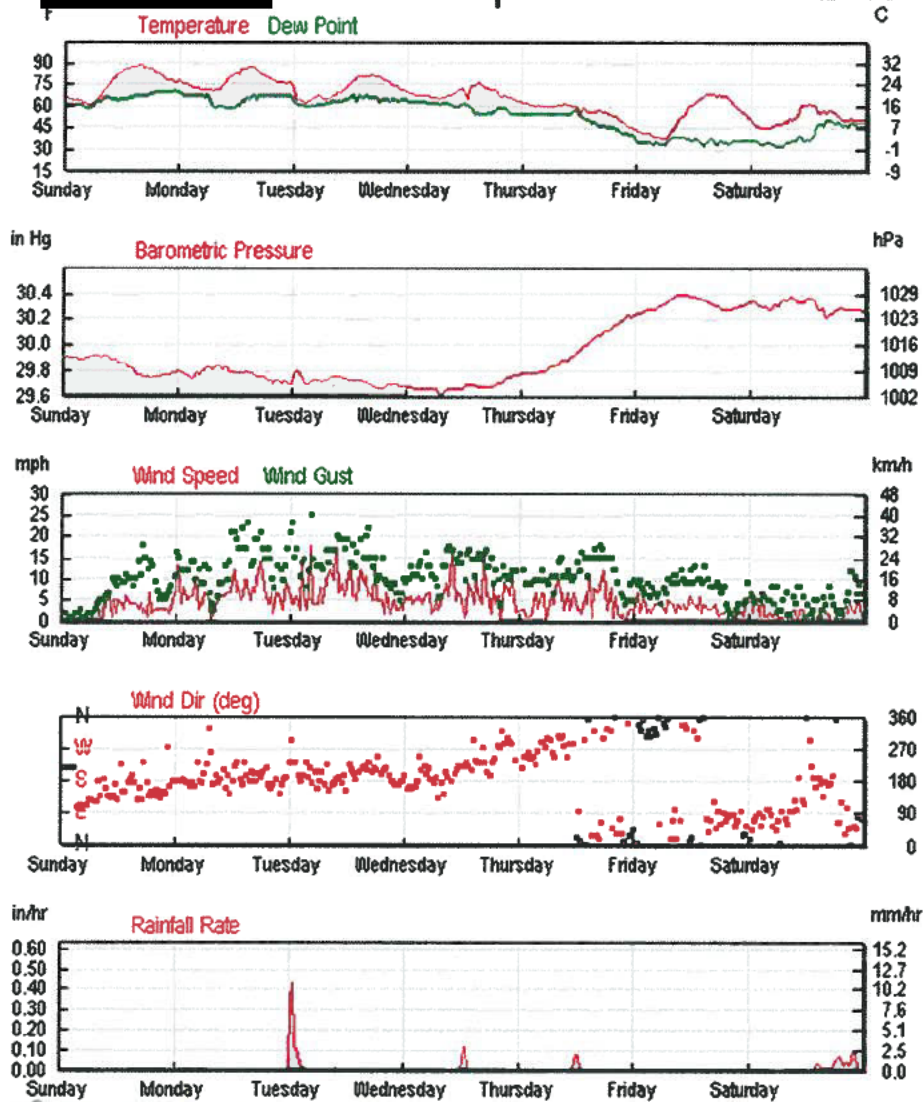 F C
Temperature Dew Point
90 32
75 24
60 16
45 7
30 -1
15 -9
Sunday Monday Tuesday Wednesday Thursday Friday Saturday
in Hg hPa
Barometric Pressure
30.4 1029
30.2 1023
30.0 1016
29.8 1009
29.6 1002
Sunday Monday Tuesday Wednesday Thursday Friday Saturday
mph km/h
Wind Speed Wind Gust
30 48
25 40
20 32
15 24
10 16
5 8
0 0
Sunday Monday Tuesday Wednesday Thursday Friday Saturday
Wind Dir (deg)
N 360
W 270
S 180
90
N 0
Sunday Monday Tuesday Wednesday Thursday Friday Saturday
in/hr mm/hr
Rainfall Rate
0.60 15.2
0.50 12.7
0.40 10.2
0.30 7.6
0.20 5.1
0.10 2.5
0.00 0.0
Sunday Monday Tuesday Wednesday Thursday Friday Saturday